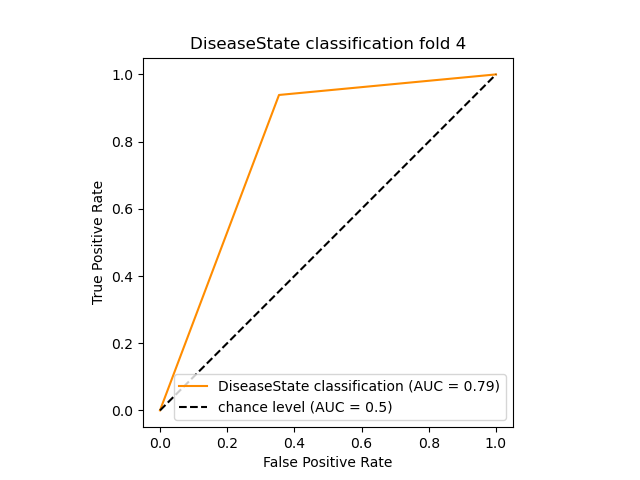 DiseaseState classification fold 4
True Positive Rate
1.0
0.8
0.6
0.4
0.2
0.0
DiseaseState classification (AUC = 0.79)
chance level (AUC = 0.5)
0.0 0.2 0.4 0.6 0.8 1.0
False Positive Rate